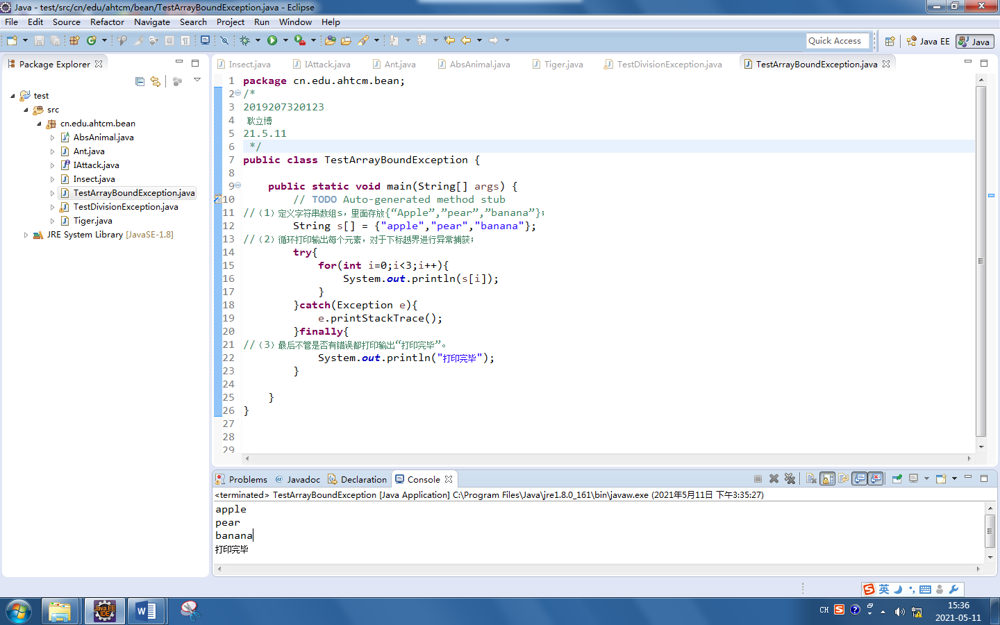 Java - test/src/cn/edu/ahtcm/bean/TestArrayBoundException.java - Eclipse
File Edit Source Refactor Navigate Search Project Run Window Help
Quick Access Java EE Java
Package Explorer
Insect.java IAttack.java Ant.java AbsAnimal.java Tiger.java TestDivisionException.java TestArrayBoundException.java
test
src
cn.edu.ahtcm.bean
AbsAnimal.java
Ant.java
IAttack.java
Insect.java
TestArrayBoundException.java
TestDivisionException.java
Tiger.java
JRE System Library [JavaSE-1.8]
1 package cn.edu.ahtcm.bean;
2 /*
3 2019207320123
4 耿立博
5 21.5.11
6 */
7 public class TestArrayBoundException {
8
9 public static void main(String[] args) {
10 // TODO Auto-generated method stub
11 //（1）定义字符串数组s，里面存放{“Apple”,”pear”,”banana”}；
12 String s[] = {"apple","pear","banana"};
13 //（2）循环打印输出每个元素，对于下标越界进行异常捕获；
14 try{
15 for(int i=0;i<3;i++){
16 System.out.println(s[i]);
17 }
18 }catch(Exception e){
19 e.printStackTrace();
20 }finally{
21 //（3）最后不管是否有错误都打印输出“打印完毕”。
22 System.out.println("打印完毕");
23 }
24
25 }
26 }
27
28
29
Problems @ Javadoc Declaration Console
<terminated> TestArrayBoundException [Java Application] C:\Program Files\Java\jre1.8.0_161\bin\javaw.exe (2021年5月11日 下午3:35:27)
apple
pear
banana
打印完毕
英
Java EE
IDE
CH
15:36
2021-05-11